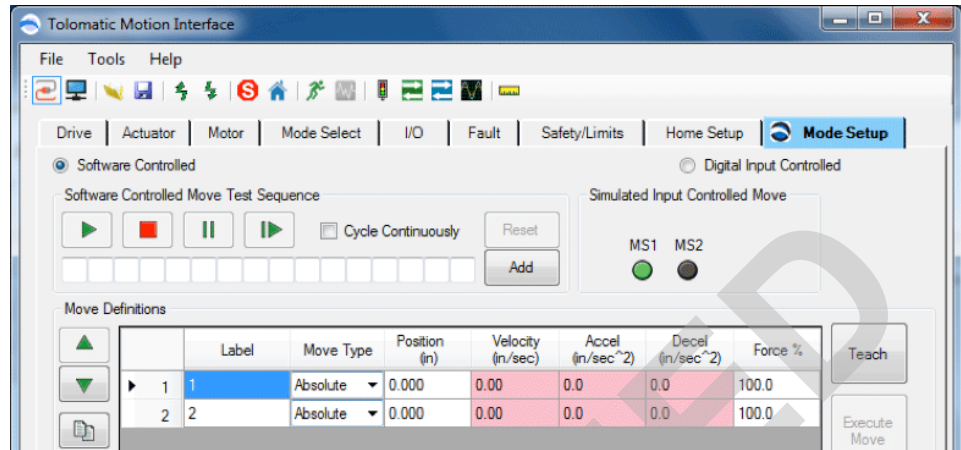 Tolomatic Motion Interface
File Tools Help
Drive Actuator Motor Mode Select I/O Fault Safety/Limits Home Setup Mode Setup
Software Controlled Digital Input Controlled
Software Controlled Move Test Sequence Simulated Input Controlled Move
Cycle Continuously Reset
MS1 MS2
Add
Move Definitions
Label Move Type Position (in) Velocity (in/sec) Accel (in/sec^2) Decel (in/sec^2) Force % Teach
1 1 Absolute 0.000 0.00 0.0 0.0 100.0
2 2 Absolute 0.000 0.00 0.0 0.0 100.0
Execute
Move